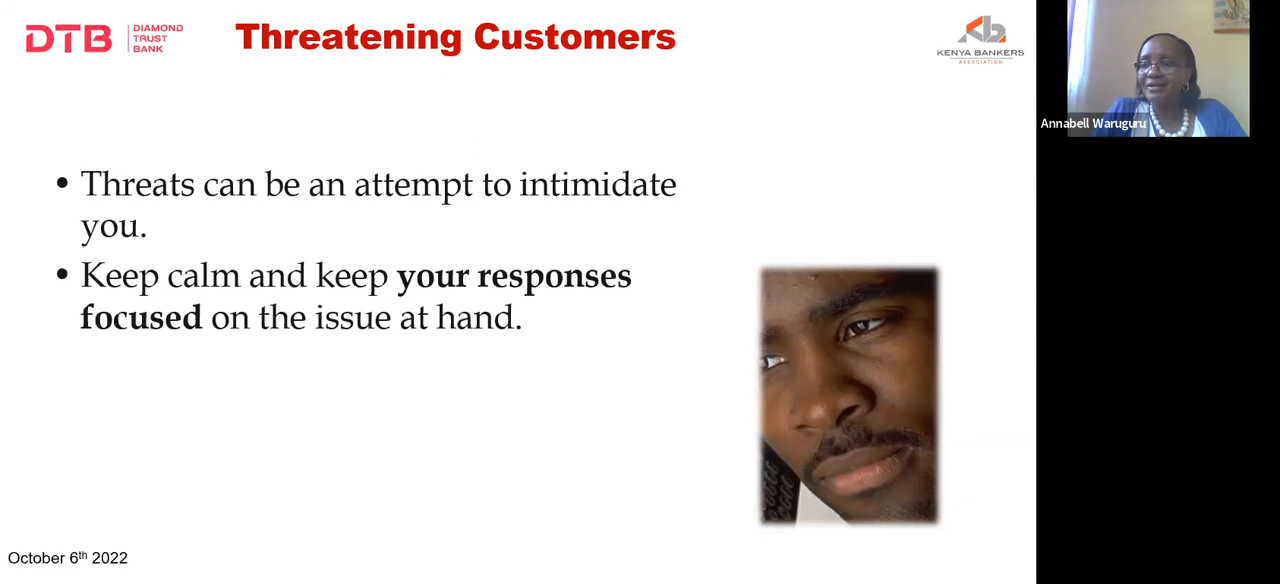 DTB
DIAMOND
TRUST
BANK
Threatening Customers
KENYA BANKERS
ASSOCIATION
Annabell Waruguru
• Threats can be an attempt to intimidate
you.
• Keep calm and keep your responses
focused on the issue at hand.
October 6th 2022